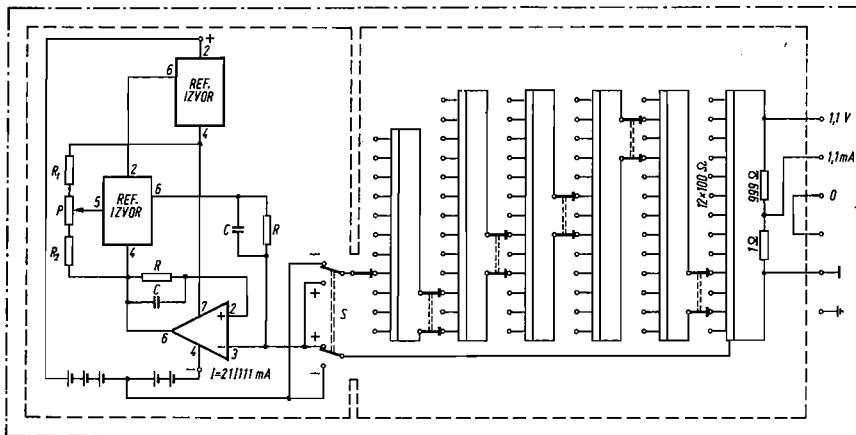 +
2
6
REF.
IZVOR
4
R₁
2
6
P
5
REF.
IZVOR
C
R
R₂
4
R
C
7
+ 2
6
− 3
4
−
I=2,11111 mA
−
+
S
+
−
12×100 Ω
999 Ω
1 Ω
1,1 V
1,1 mA
0